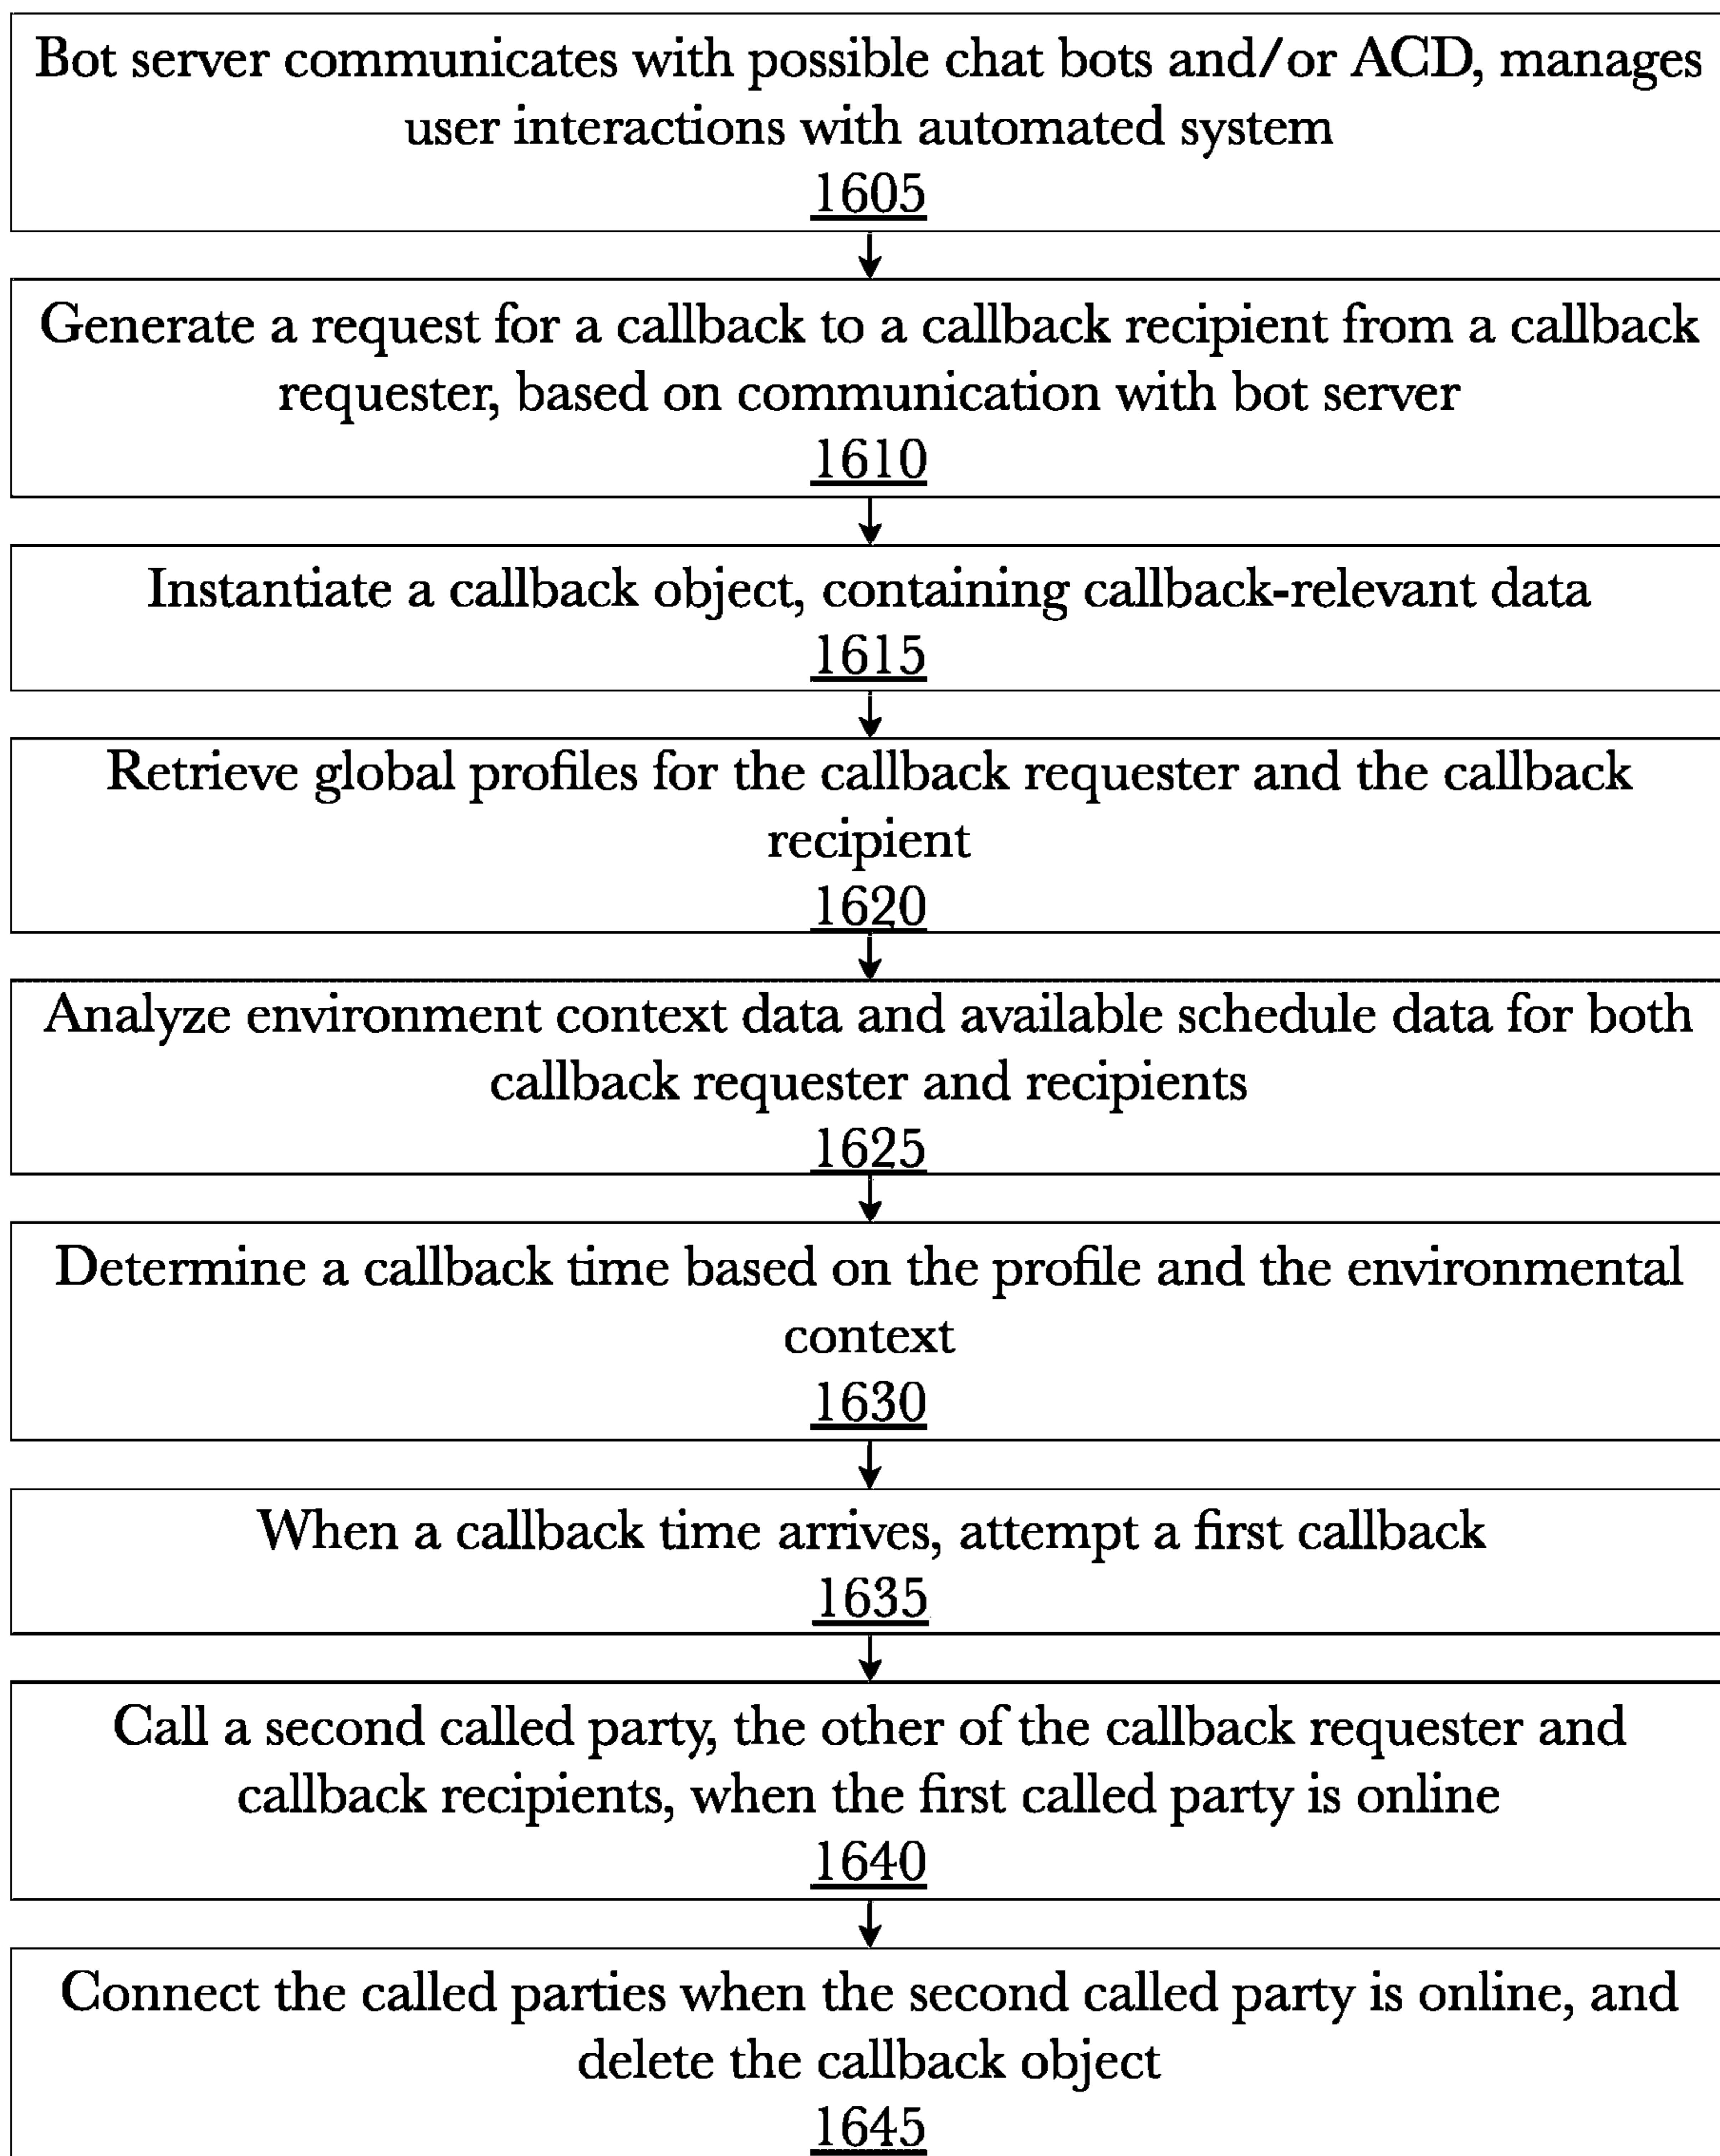 Bot server communicates with possible chat bots and/or ACD, manages
user interactions with automated system
1605
Generate a request for a callback to a callback recipient from a callback
requester, based on communication with bot server
1610
Instantiate a callback object, containing callback-relevant data
1615
Retrieve global profiles for the callback requester and the callback
recipient
1620
Analyze environment context data and available schedule data for both
callback requester and recipients
1625
Determine a callback time based on the profile and the environmental
context
1630
When a callback time arrives, attempt a first callback
1635
Call a second called party, the other of the callback requester and
callback recipients, when the first called party is online
1640
Connect the called parties when the second called party is online, and
delete the callback object
1645